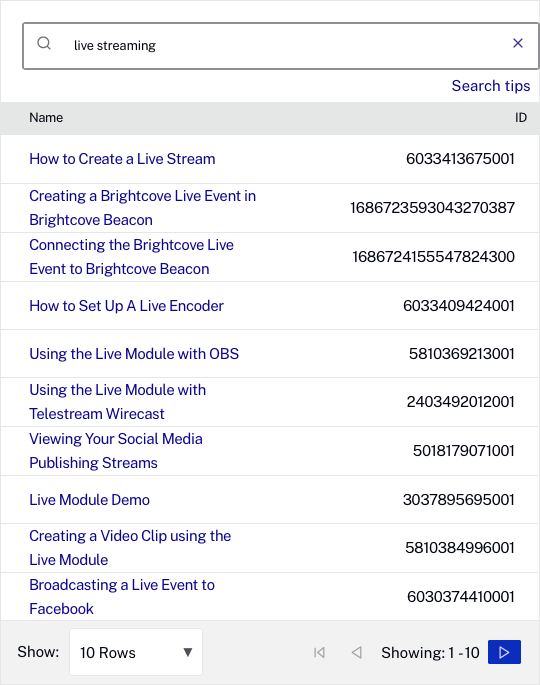 live streaming
Search tips
Name ID
How to Create a Live Stream 6033413675001
Creating a Brightcove Live Event in
Brightcove Beacon 1686723593043270387
Connecting the Brightcove Live
Event to Brightcove Beacon 1686724155547824300
How to Set Up A Live Encoder 6033409424001
Using the Live Module with OBS 5810369213001
Using the Live Module with
Telestream Wirecast 2403492012001
Viewing Your Social Media
Publishing Streams 5018179071001
Live Module Demo 3037895695001
Creating a Video Clip using the
Live Module 5810384996001
Broadcasting a Live Event to
Facebook 6030374410001
Show: 10 Rows Showing: 1 - 10